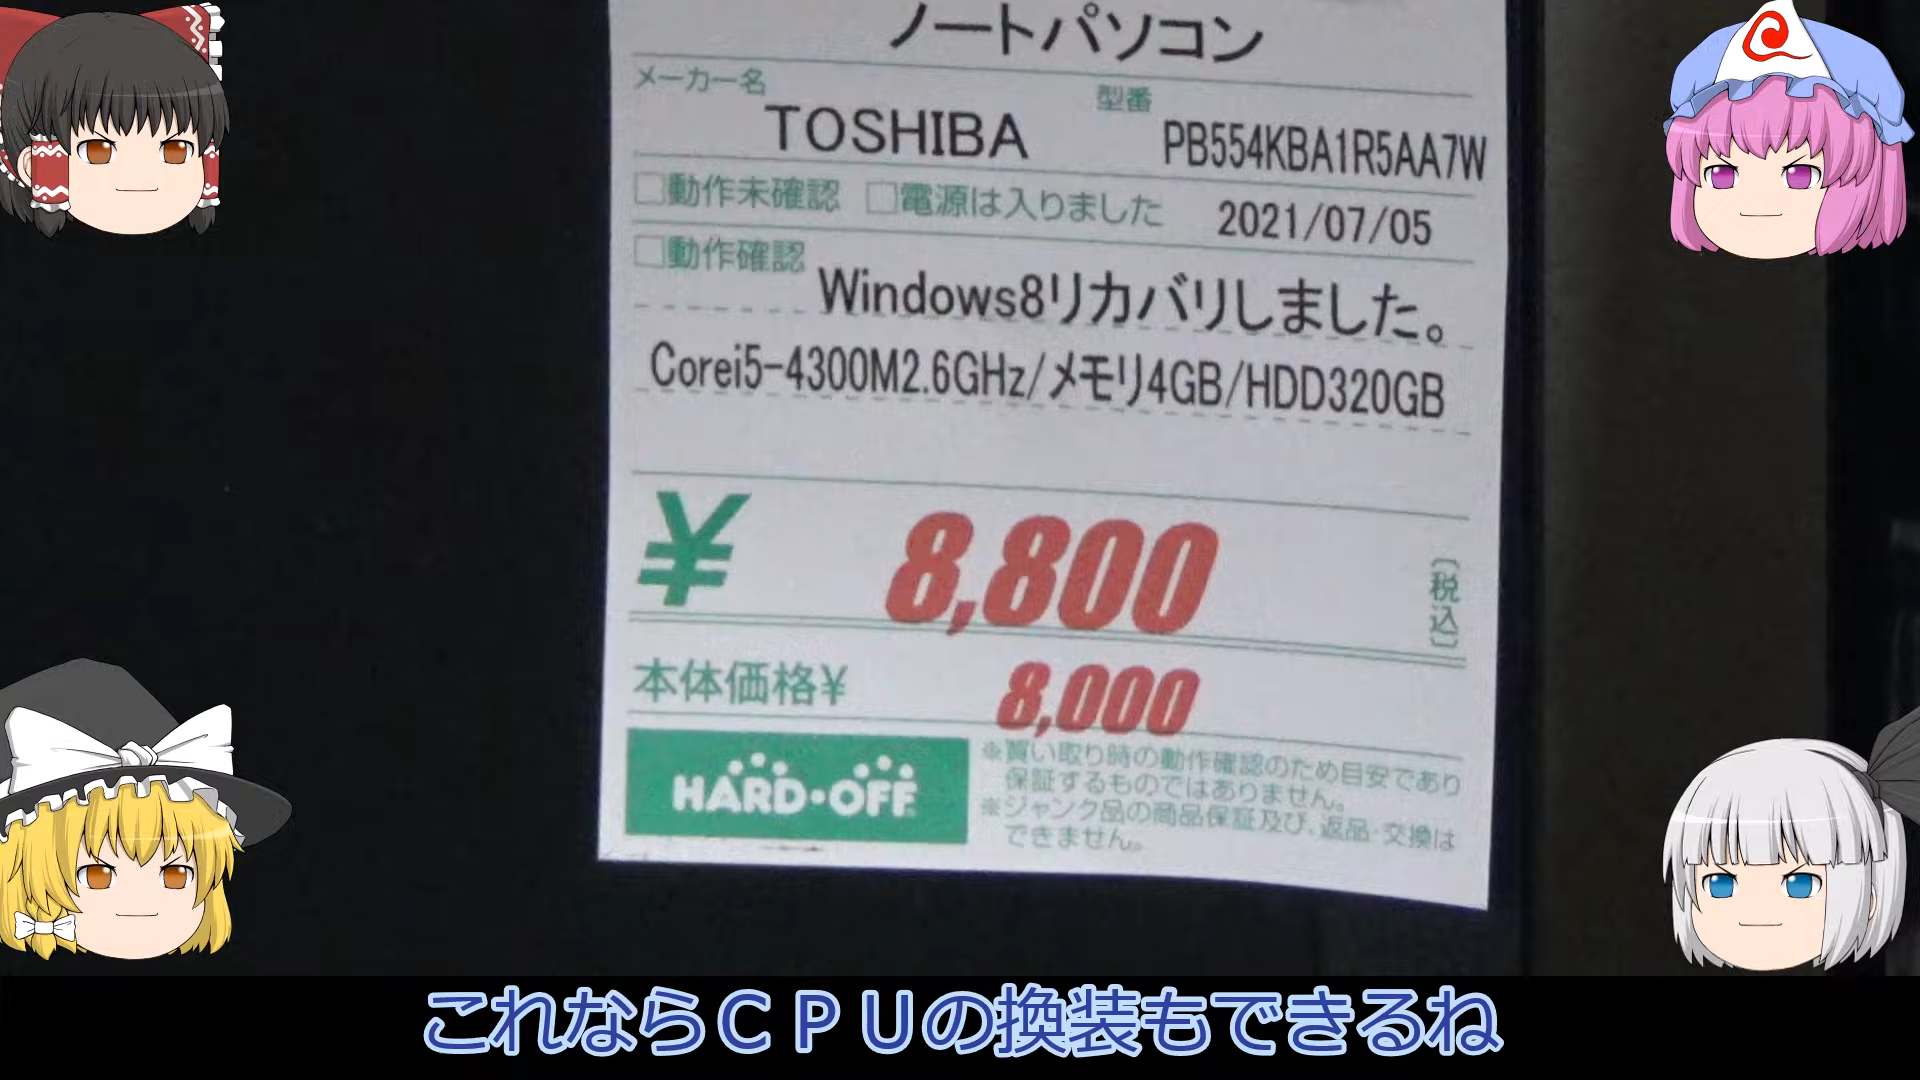 ノートパソコン
メーカー名 TOSHIBA 型番 PB554KBA1R5AA7W
□動作未確認 □電源は入りました 2021/07/05
□動作確認
Windows8リカバリしました。
Corei5-4300M2.6GHz/メモリ4GB/HDD320GB
¥ 8,800 (税込)
本体価格¥ 8,000
HARD・OFF
※買い取り時の動作確認のため目安であり
保証するものではありません。
※ジャンク品の商品保証及び、返品・交換は
できません。
これならＣＰＵの換装もできるね